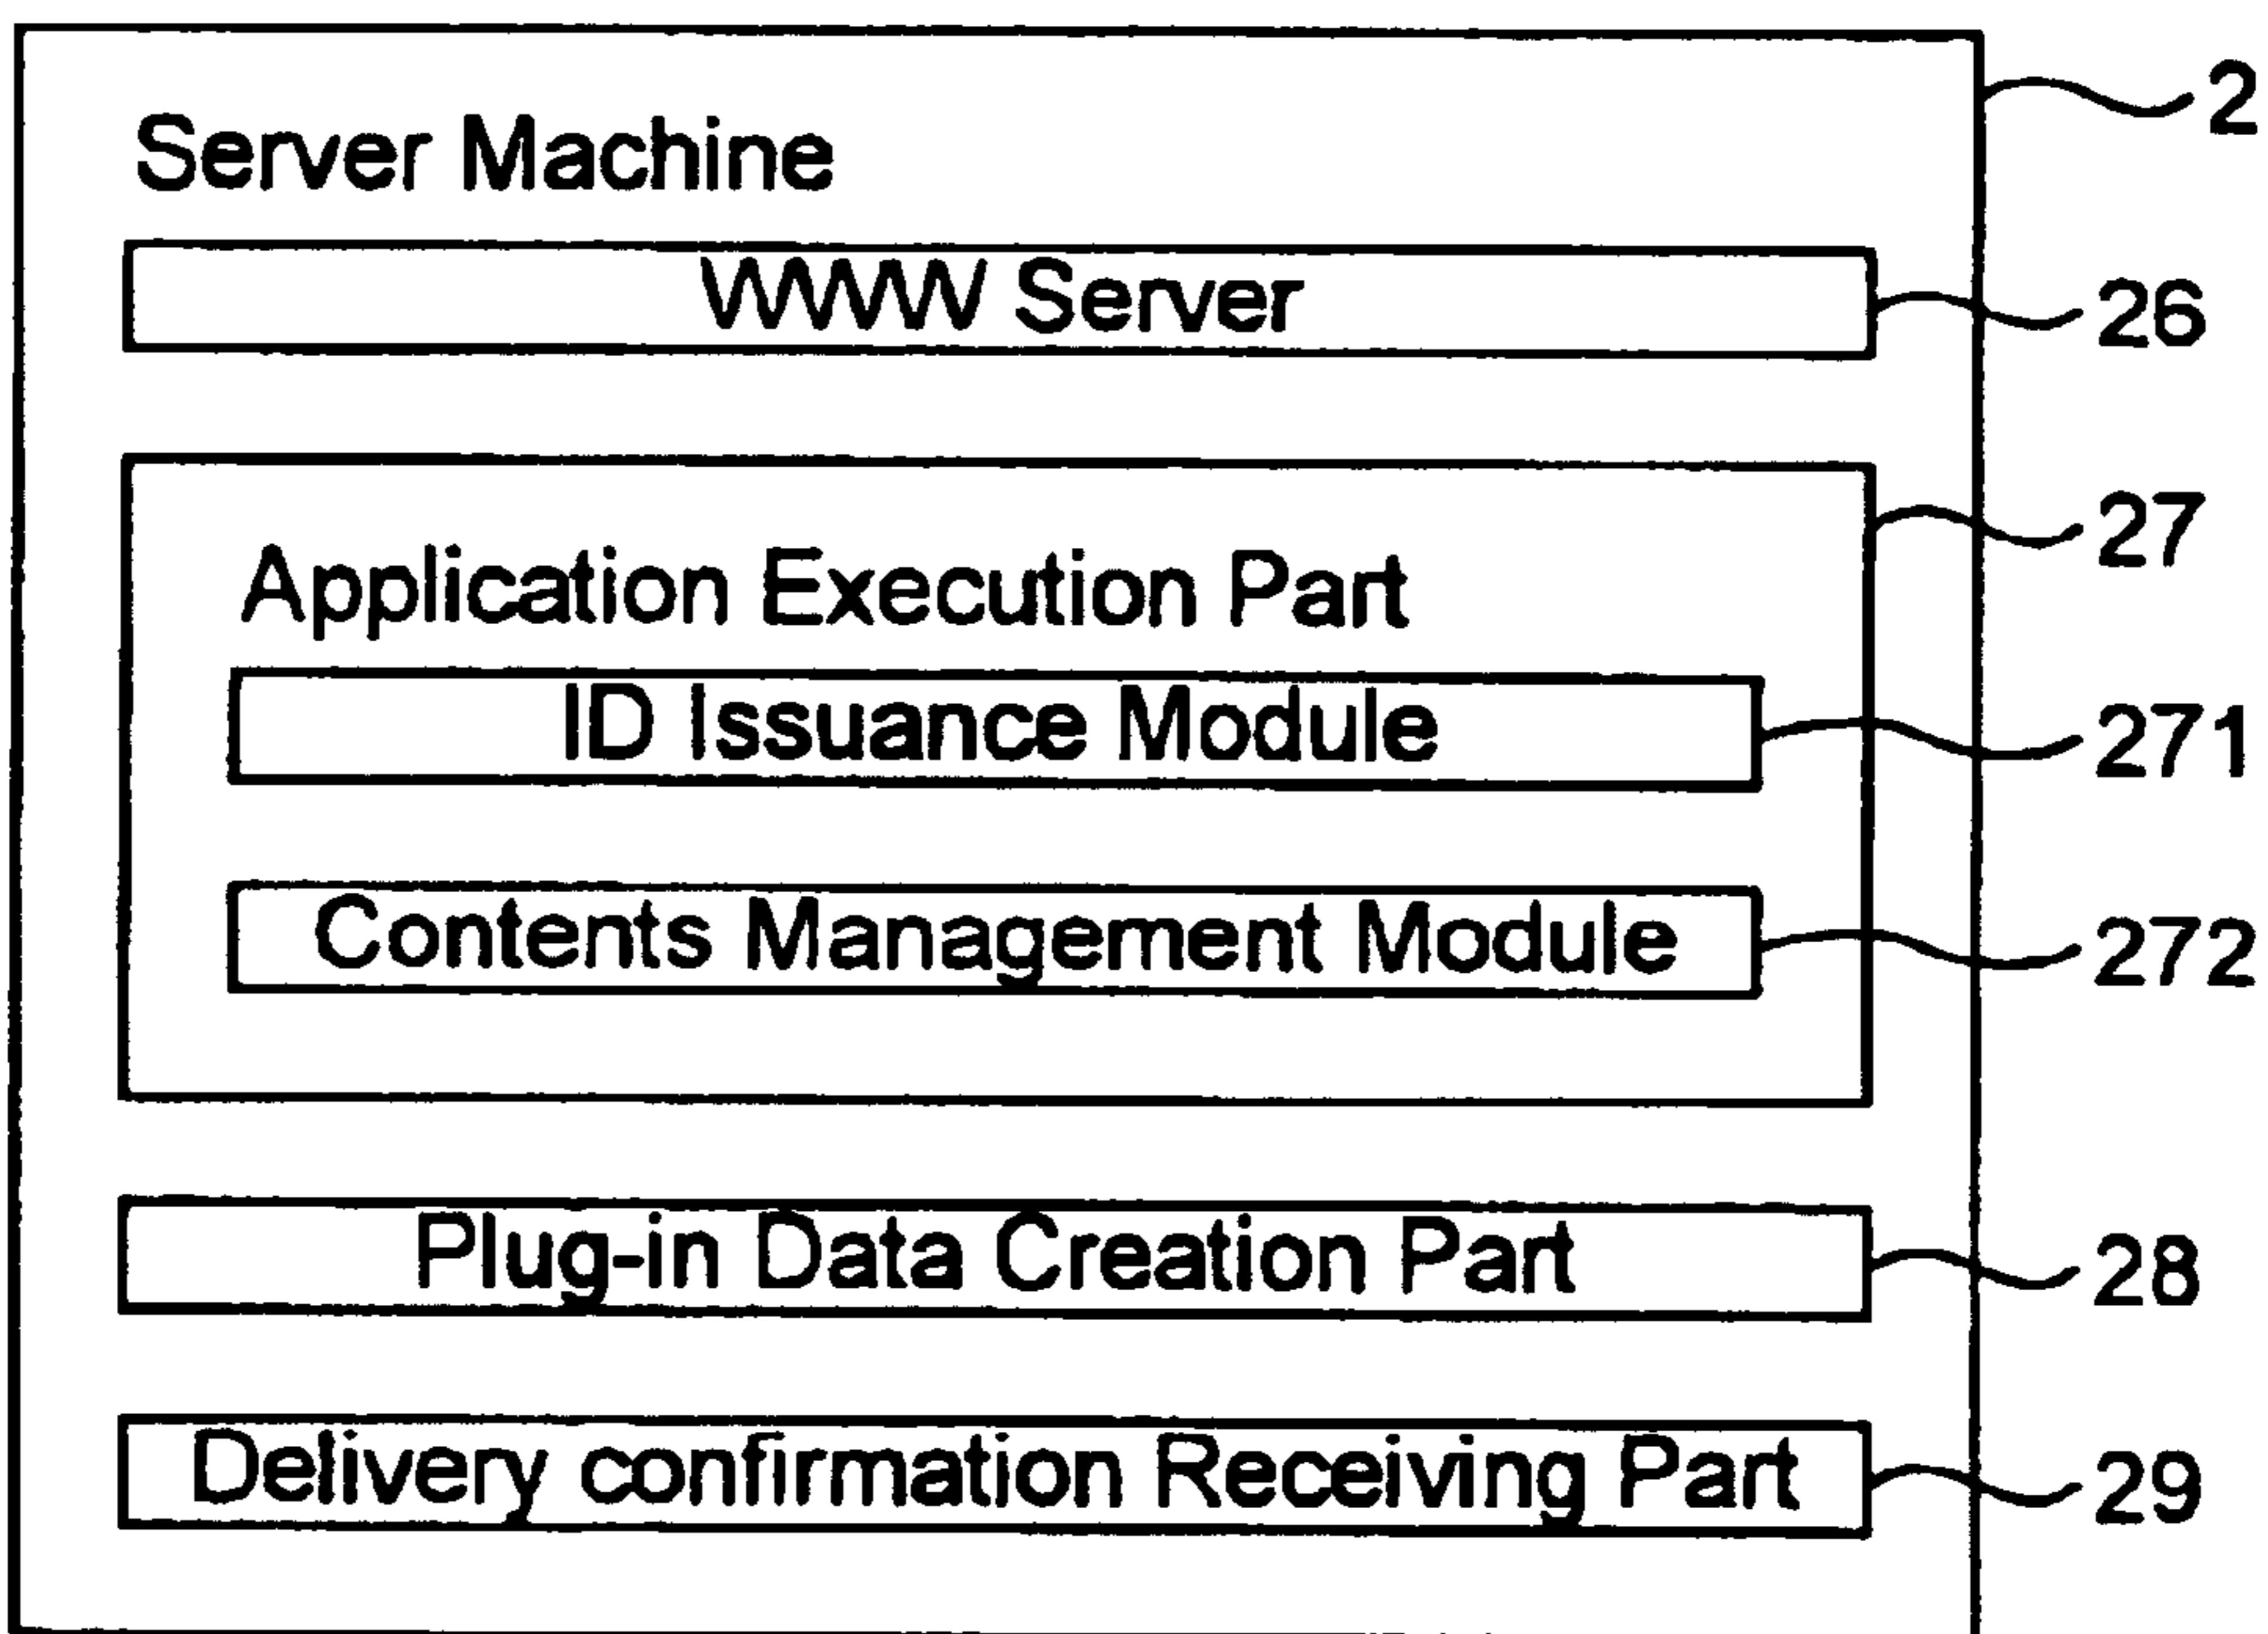 2
Server Machine
WWW Server 26
27
Application Execution Part
ID Issuance Module 271
Contents Management Module 272
Plug-in Data Creation Part 28
Delivery confirmation Receiving Part 29